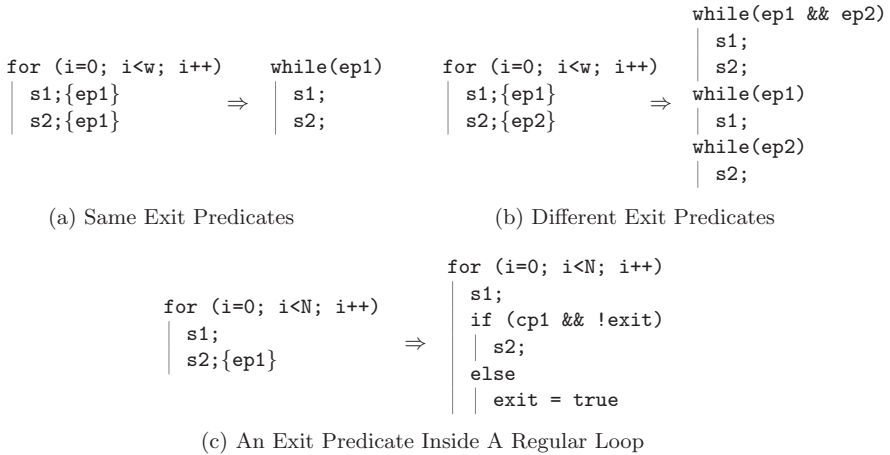 for (i=0; i<w; i++)
s1;{ep1}
s2;{ep1}
⇒
while(ep1)
s1;
s2;
for (i=0; i<w; i++)
s1;{ep1}
s2;{ep2}
⇒
while(ep1 && ep2)
s1;
s2;
while(ep1)
s1;
while(ep2)
s2;
(a) Same Exit Predicates
(b) Different Exit Predicates
for (i=0; i<N; i++)
s1;
s2;{ep1}
⇒
for (i=0; i<N; i++)
s1;
if (cp1 && !exit)
s2;
else
exit = true
(c) An Exit Predicate Inside A Regular Loop